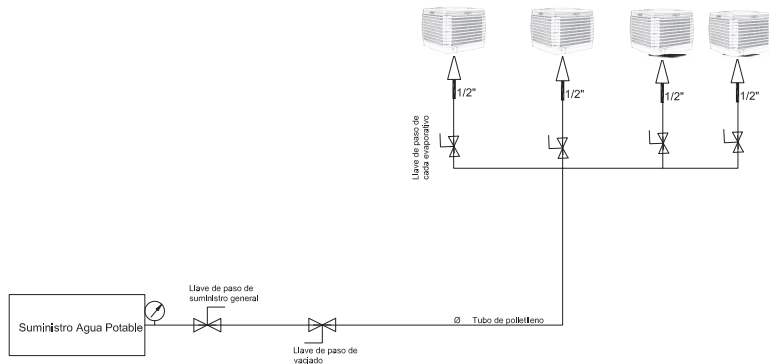 1/2"
1/2"
1/2"
1/2"
Llave de paso de
cada evaporativo
Llave de paso de
suministro general
Suministro Agua Potable
Ø Tubo de polietileno
Llave de paso de
vaciado